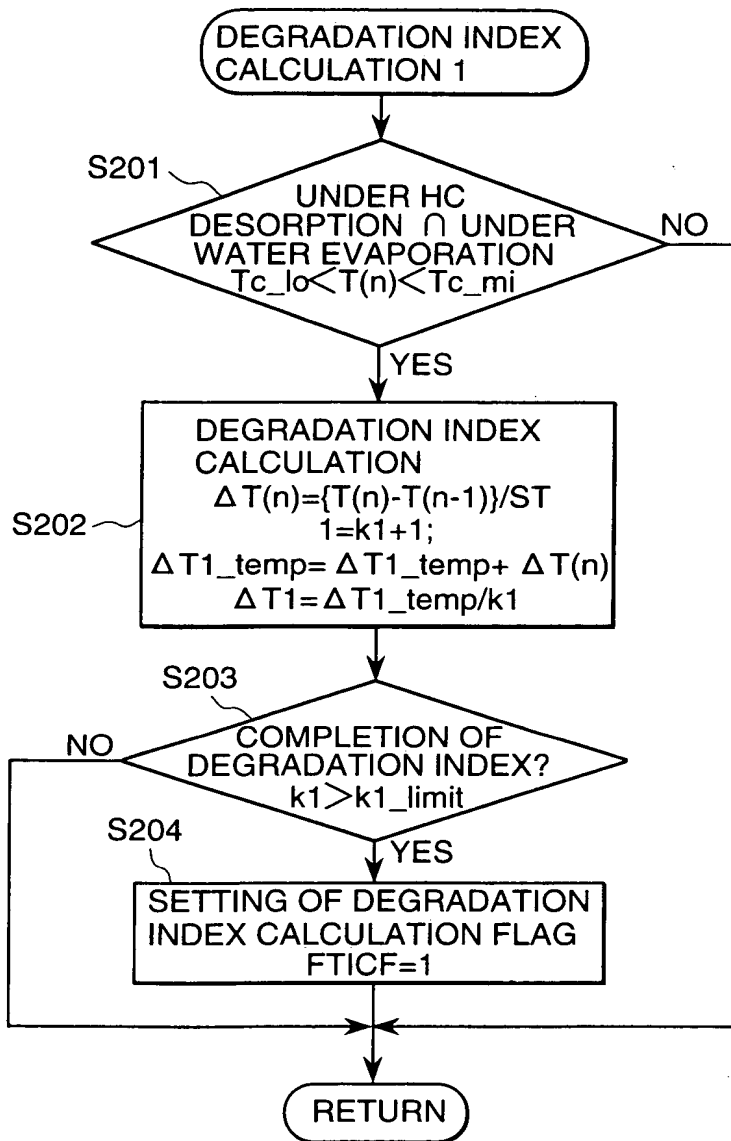 DEGRADATION INDEX
CALCULATION 1
S201
UNDER HC
DESORPTION ∩ UNDER
WATER EVAPORATION
Tc_lo<T(n)<Tc_mi
NO
YES
S202
DEGRADATION INDEX
CALCULATION
ΔT(n)={T(n)-T(n-1)}/ST
1=k1+1;
ΔT1_temp= ΔT1_temp+ ΔT(n)
ΔT1=ΔT1_temp/k1
S203
NO
COMPLETION OF
DEGRADATION INDEX?
k1>k1_limit
YES
S204
SETTING OF DEGRADATION
INDEX CALCULATION FLAG
FTICF=1
RETURN